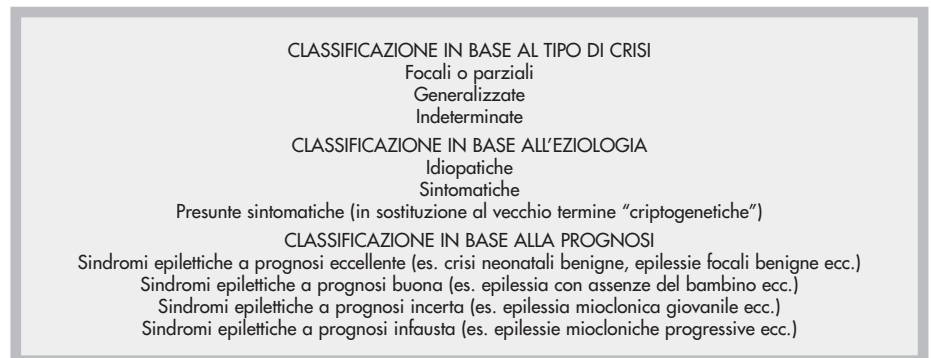 CLASSIFICAZIONE IN BASE AL TIPO DI CRISI
Focali o parziali
Generalizzate
Indeterminate
CLASSIFICAZIONE IN BASE ALL’EZIOLOGIA
Idiopatiche
Sintomatiche
Presunte sintomatiche (in sostituzione al vecchio termine “criptogenetiche”)
CLASSIFICAZIONE IN BASE ALLA PROGNOSI
Sindromi epilettiche a prognosi eccellente (es. crisi neonatali benigne, epilessie focali benigne ecc.)
Sindromi epilettiche a prognosi buona (es. epilessia con assenze del bambino ecc.)
Sindromi epilettiche a prognosi incerta (es. epilessia mioclonica giovanile ecc.)
Sindromi epilettiche a prognosi infausta (es. epilessie miocloniche progressive ecc.)